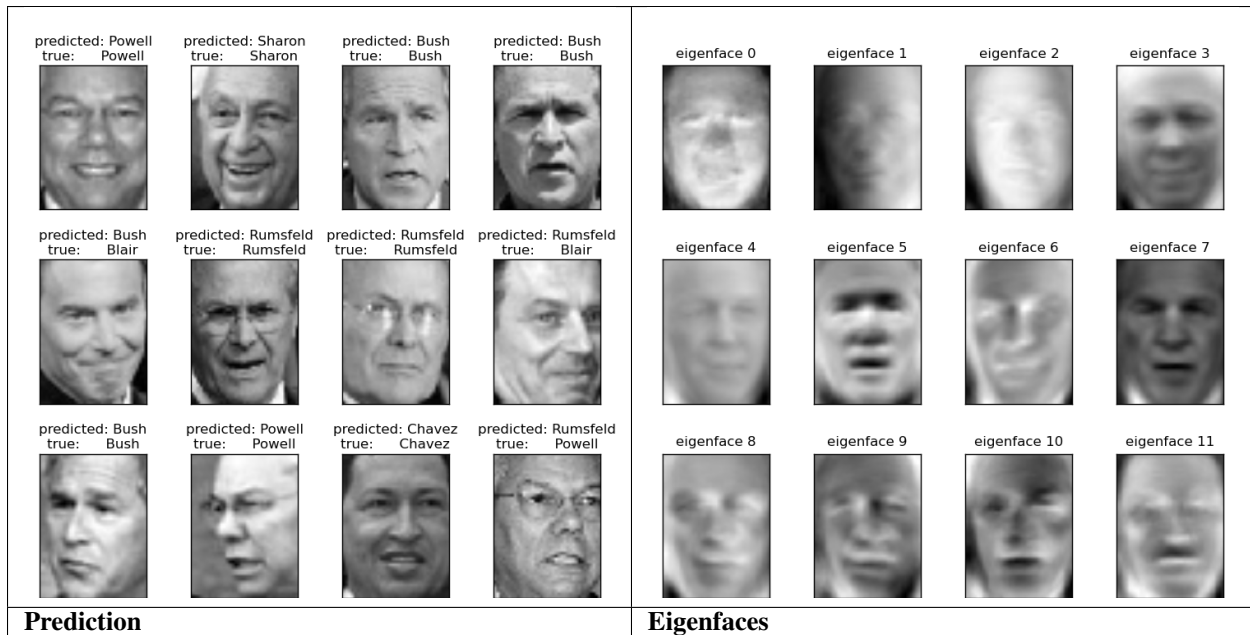 predicted: Powell
true: Powell
predicted: Sharon
true: Sharon
predicted: Bush
true: Bush
predicted: Bush
true: Bush
predicted: Bush
true: Blair
predicted: Rumsfeld
true: Rumsfeld
predicted: Rumsfeld
true: Rumsfeld
predicted: Rumsfeld
true: Blair
predicted: Bush
true: Bush
predicted: Powell
true: Powell
predicted: Chavez
true: Chavez
predicted: Rumsfeld
true: Powell
Prediction
eigenface 0
eigenface 1
eigenface 2
eigenface 3
eigenface 4
eigenface 5
eigenface 6
eigenface 7
eigenface 8
eigenface 9
eigenface 10
eigenface 11
Eigenfaces